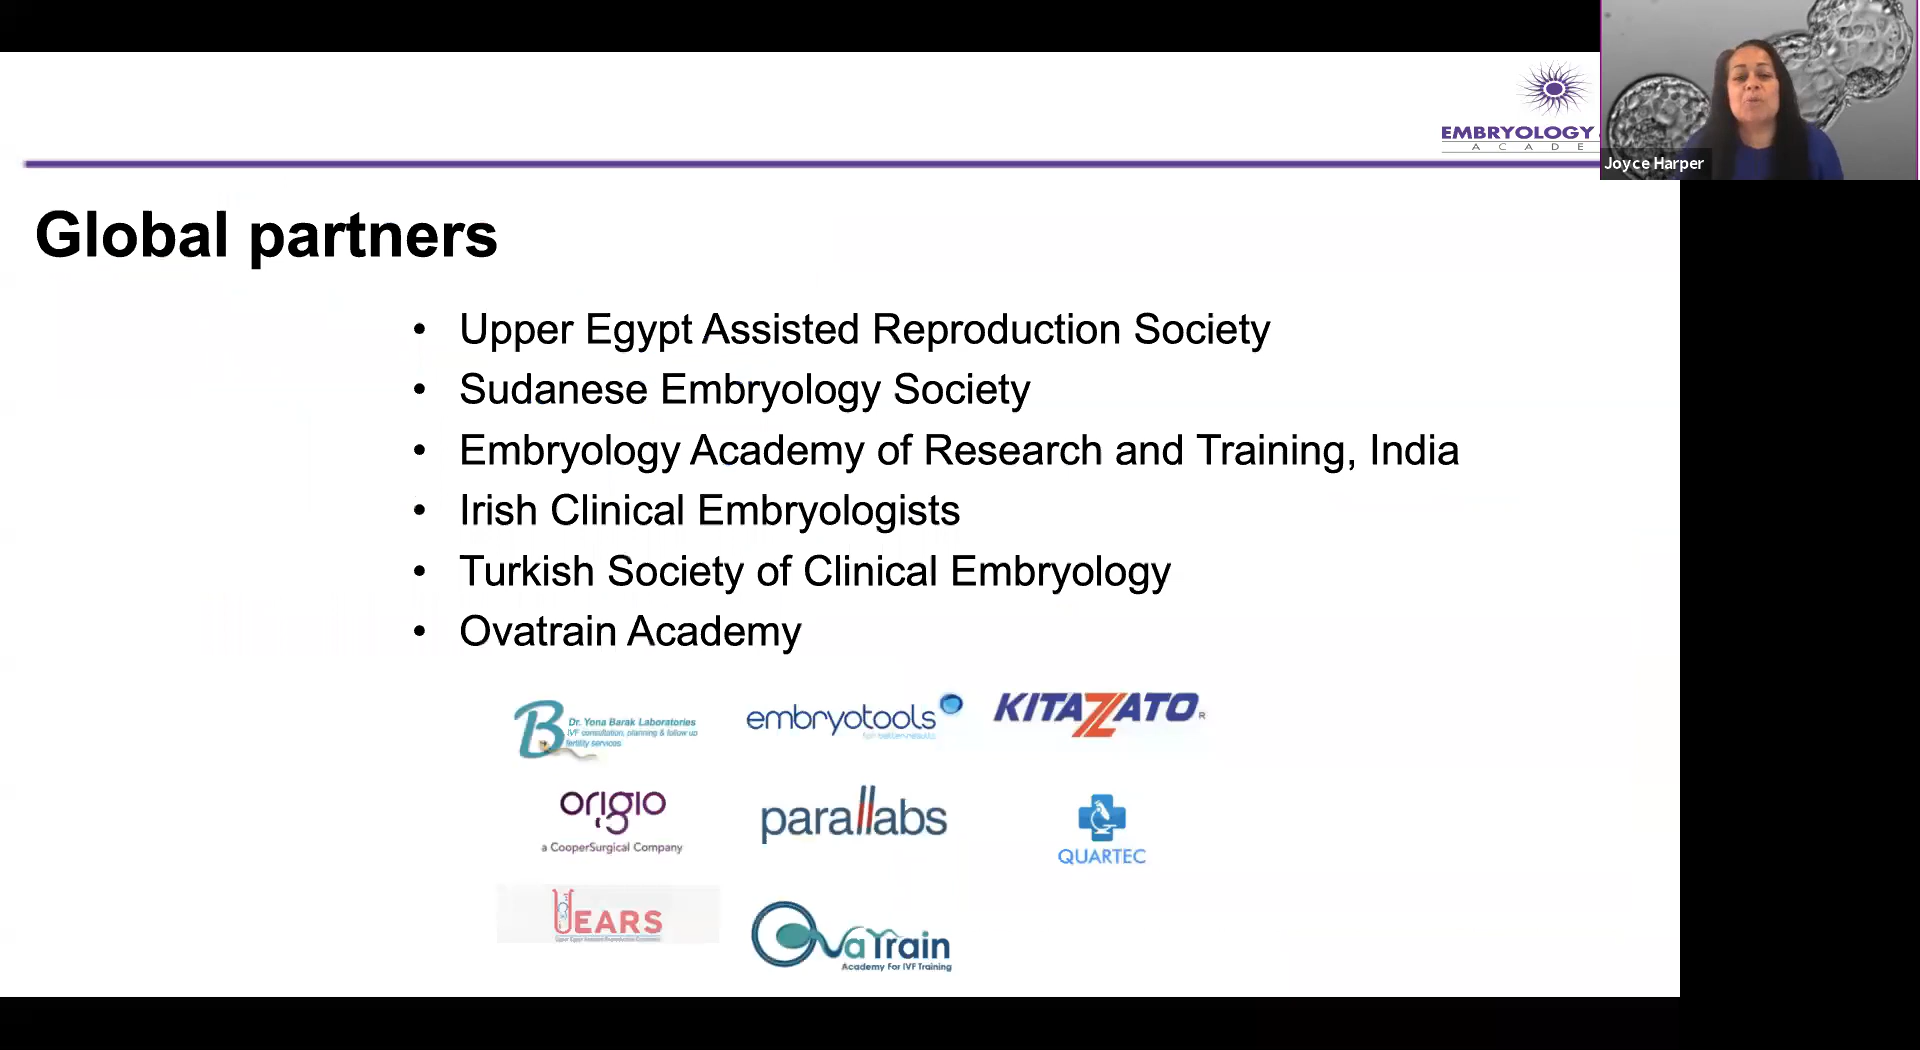 EMBRYOLOGY
ACADE
Joyce Harper
Global partners
• Upper Egypt Assisted Reproduction Society
• Sudanese Embryology Society
• Embryology Academy of Research and Training, India
• Irish Clinical Embryologists
• Turkish Society of Clinical Embryology
• Ovatrain Academy
B Dr. Yona Barak Laboratories
IVF consultation, planning & follow up
fertility services
embryotools
for better results
KITAZATO
origio
a CooperSurgical Company
parallabs
QUARTEC
UEARS
Upper Egypt Assisted Reproduction
OvaTrain
Academy For IVF Training